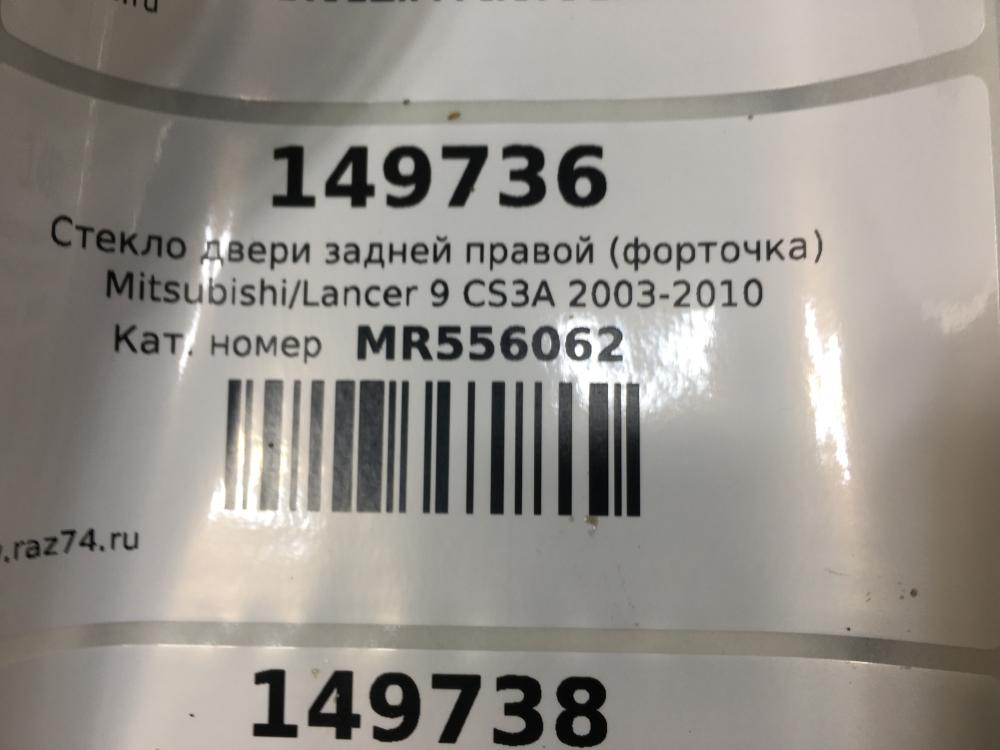 149736
Стекло двери задней правой (форточка)
Mitsubishi/Lancer 9 CS3A 2003-2010
Кат. номер MR556062
.raz74.ru
149738